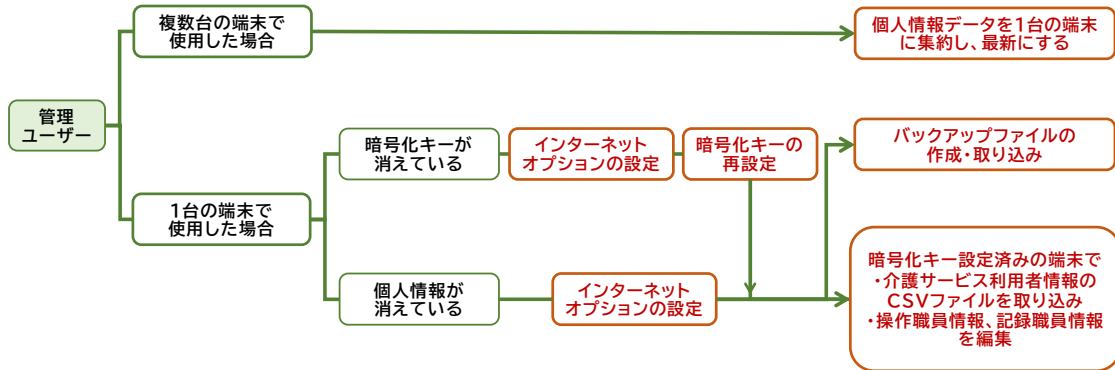 複数台の端末で
使用した場合
個人情報データを1台の端末
に集約し、最新にする
管理
ユーザー
暗号化キーが
消えている
インターネット
オプションの設定
暗号化キーの
再設定
バックアップファイルの
作成・取り込み
1台の端末で
使用した場合
個人情報が
消えている
インターネット
オプションの設定
暗号化キー設定済みの端末で
・介護サービス利用者情報の
CSVファイルを取り込み
・操作職員情報、記録職員情報
を編集